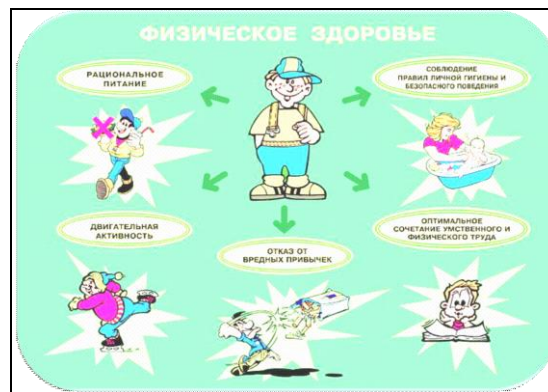 ФИЗИЧЕСКОЕ ЗДОРОВЬЕ
РАЦИОНАЛЬНОЕ
ПИТАНИЕ
СОБЛЮДЕНИЕ
ПРАВИЛ ЛИЧНОЙ ГИГИЕНЫ И
БЕЗОПАСНОГО ПОВЕДЕНИЯ
ДВИГАТЕЛЬНАЯ
АКТИВНОСТЬ
ОТКАЗ ОТ
ВРЕДНЫХ ПРИВЫЧЕК
ОПТИМАЛЬНОЕ
СОЧЕТАНИЕ УМСТВЕННОГО И
ФИЗИЧЕСКОГО ТРУДА